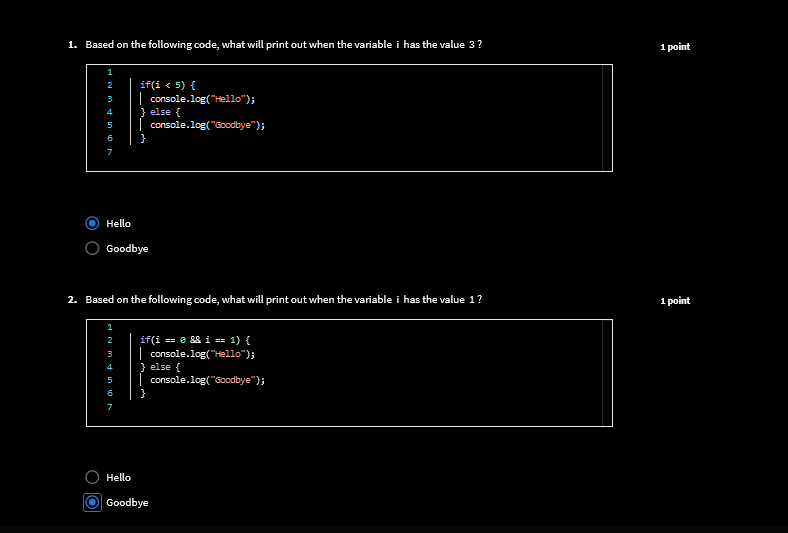 1. Based on the following code, what will print out when the variable i has the value 3 ?
1 point
1
2 if(i < 5) {
3 console.log("Hello");
4 } else {
5 console.log("Goodbye");
6 }
7
Hello
Goodbye
2. Based on the following code, what will print out when the variable i has the value 1 ?
1 point
1
2 if(i == 0 && i == 1) {
3 console.log("Hello");
4 } else {
5 console.log("Goodbye");
6 }
7
Hello
Goodbye